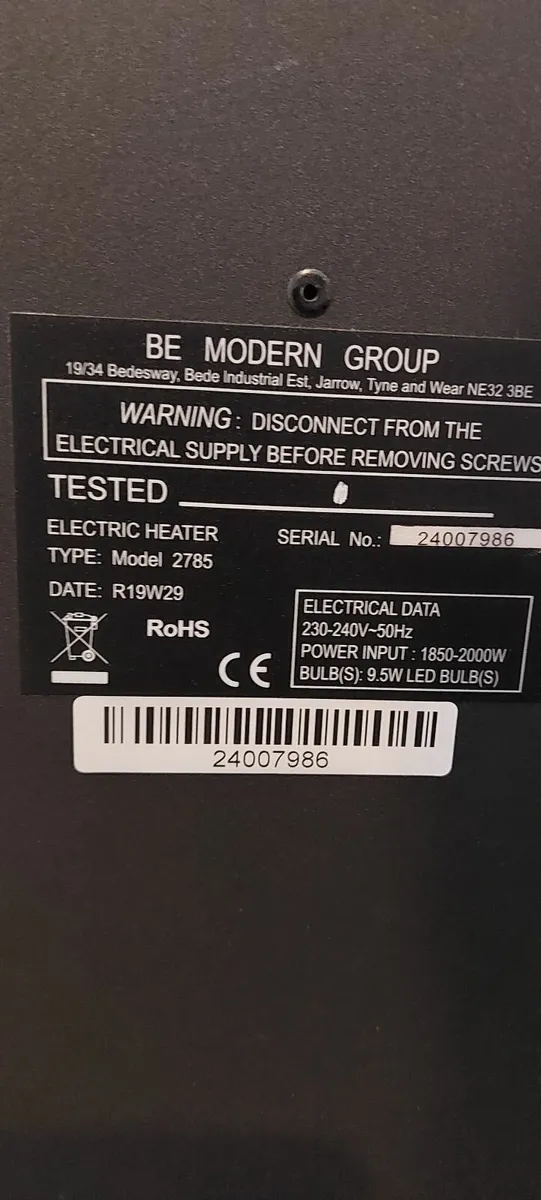 BE MODERN GROUP
19/34 Bedesway, Bede Industrial Est, Jarrow, Tyne and Wear NE32 3BE
WARNING: DISCONNECT FROM THE
ELECTRICAL SUPPLY BEFORE REMOVING SCREWS
TESTED
ELECTRIC HEATER
SERIAL No.: 24007986
TYPE: Model 2785
DATE: R19W29
RoHS
CE
ELECTRICAL DATA
230-240V~50Hz
POWER INPUT : 1850-2000W
BULB(S): 9.5W LED BULB(S)
24007986